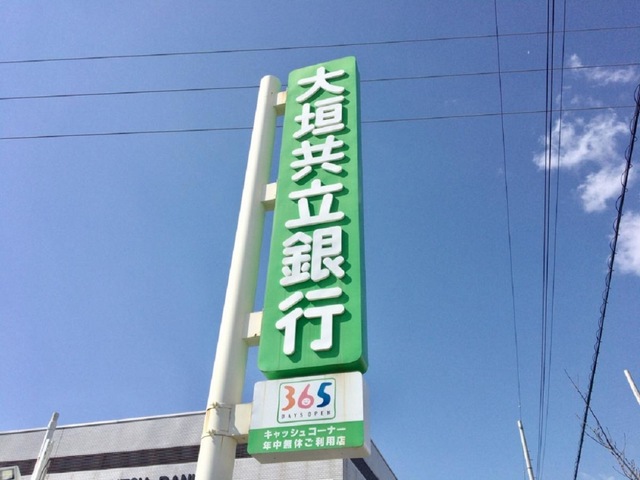 大垣共立銀行
365
DAYS OPEN
キャッシュコーナー
年中無休ご利用店